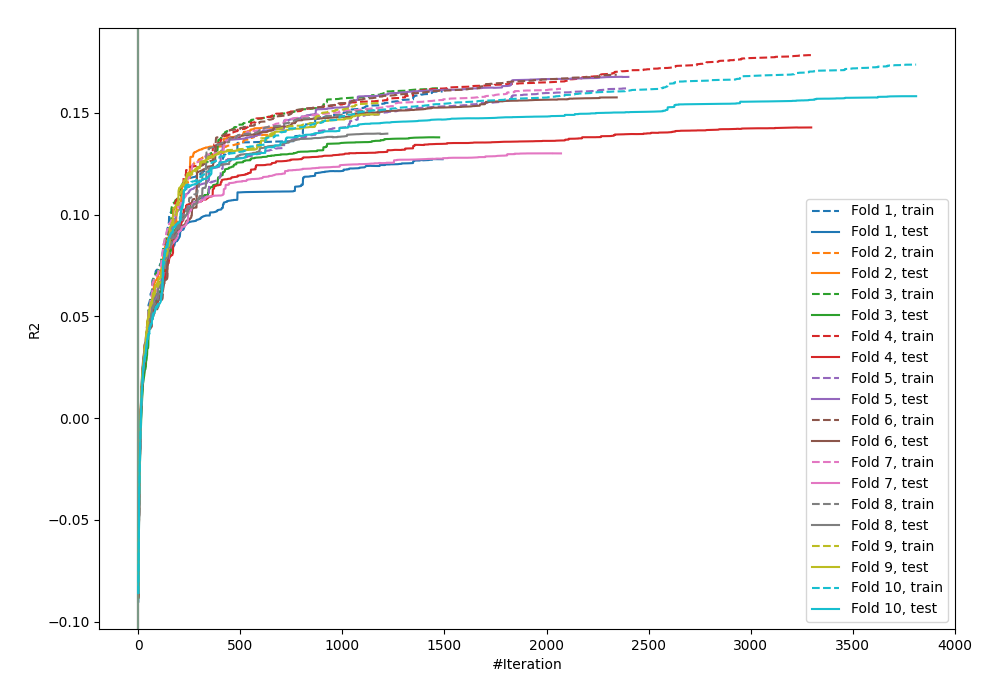 0.15
0.10
0.05
0.00
−0.05
−0.10
R2
0
500
1000
1500
2000
2500
3000
3500
4000
#Iteration
Fold 1, train
Fold 1, test
Fold 2, train
Fold 2, test
Fold 3, train
Fold 3, test
Fold 4, train
Fold 4, test
Fold 5, train
Fold 5, test
Fold 6, train
Fold 6, test
Fold 7, train
Fold 7, test
Fold 8, train
Fold 8, test
Fold 9, train
Fold 9, test
Fold 10, train
Fold 10, test